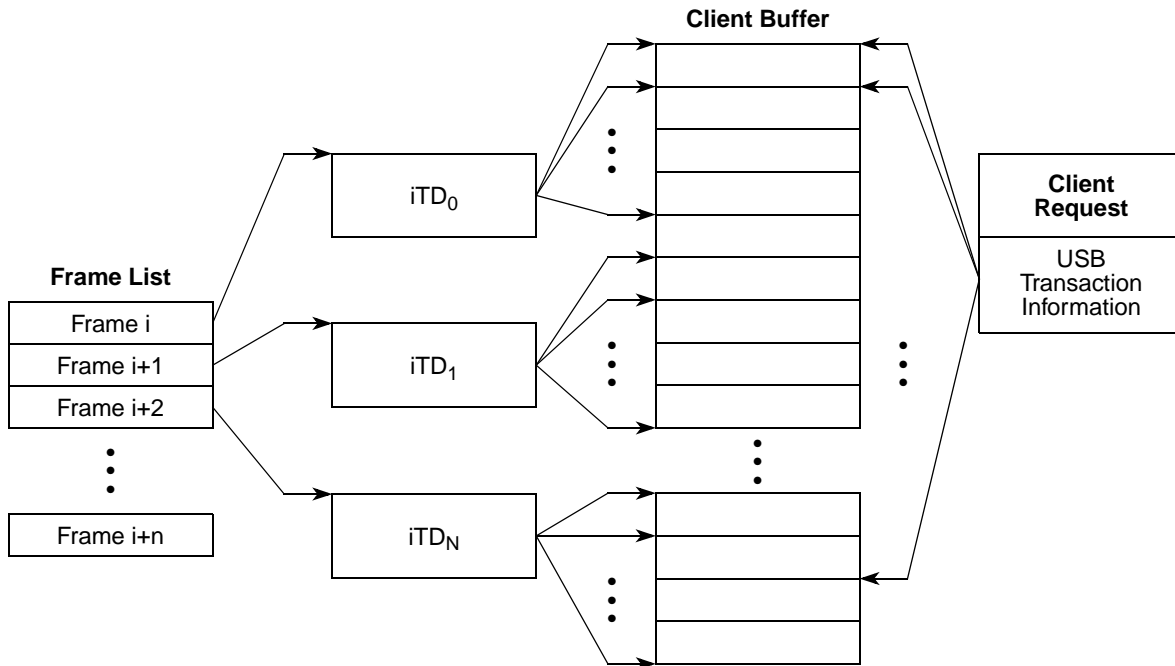 Client Buffer
iTD0
Client
Request
USB
Transaction
Information
Frame List
Frame i
Frame i+1
Frame i+2
Frame i+n
iTD1
iTDN